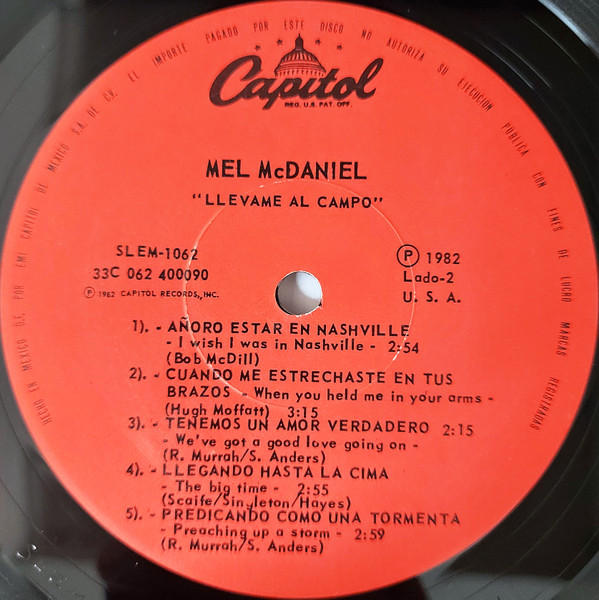 HECHO EN MEXICO D.F. POR EMI CAPITOL DE MEXICO S.A. DE C.V. EL IMPORTE PAGADO POR ESTE DISCO NO AUTORIZA SU EJECUCION PUBLICA CON FINES DE LUCRO MARCAS REGISTRADAS
Capitol
REG. U.S. PAT. OFF.
MEL McDANIEL
"LLEVAME AL CAMPO"
SLEM-1062
33C 062 400090
Ⓟ 1982 CAPITOL RECORDS,, INC.
Ⓟ 1982
Lado-2
U. S. A.
1). - AÑORO ESTAR EN NASHVILLE
- I wish I was in Nashville - 2:54
(Bob McDill)
2). - CUANDO ME ESTRECHASTE EN TUS
BRAZOS - When you held me in your arms -
(Hugh Moffatt) 3:15
3). - TENEMOS UN AMOR VERDADERO 2:15
- We've got a good love going on -
(R. Murrah/S. Anders)
4). - LLEGANDO HASTA LA CIMA
- The big time - 2:55
(Scaife/Singleton/Hayes)
5). - PREDICANDO COMO UNA TORMENTA
- Preaching up a storm - 2:59
(R. Murrah/S. Anders)